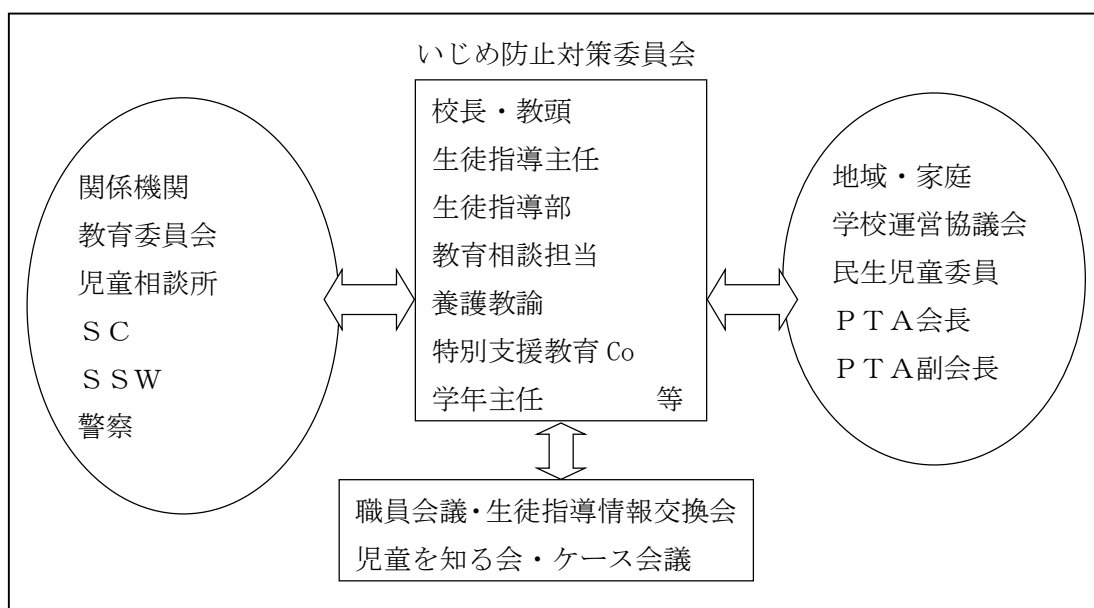 いじめ防止対策委員会
関係機関
教育委員会
児童相談所
ＳＣ
ＳＳＷ
警察
校長・教頭
生徒指導主任
生徒指導部
教育相談担当
養護教諭
特別支援教育 Co
学年主任　　　　等
地域・家庭
学校運営協議会
民生児童委員
ＰＴＡ会長
ＰＴＡ副会長
職員会議・生徒指導情報交換会
児童を知る会・ケース会議